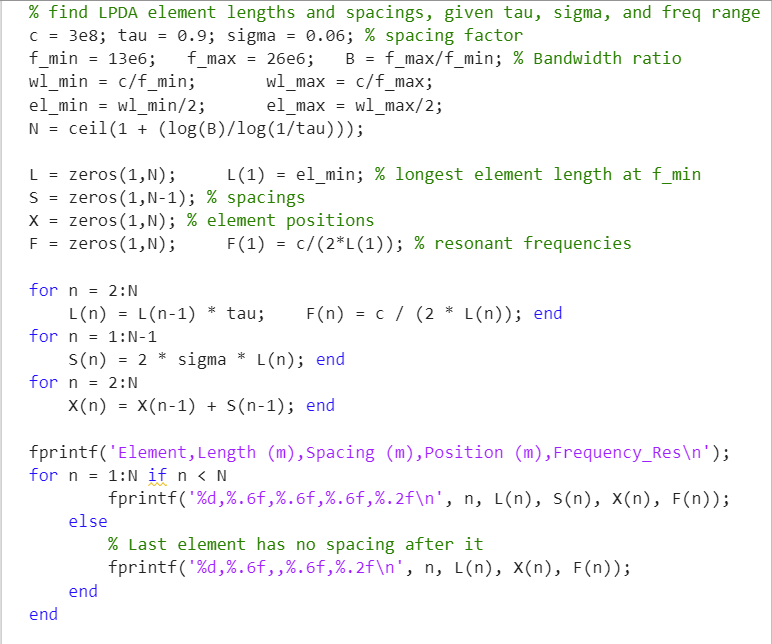 % find LPDA element lengths and spacings, given tau, sigma, and freq range
c = 3e8; tau = 0.9; sigma = 0.06; % spacing factor
f_min = 13e6;   f_max = 26e6;   B = f_max/f_min; % Bandwidth ratio
wl_min = c/f_min;       wl_max = c/f_max;
el_min = wl_min/2;      el_max = wl_max/2;
N = ceil(1 + (log(B)/log(1/tau)));

L = zeros(1,N);     L(1) = el_min; % longest element length at f_min
S = zeros(1,N-1); % spacings
X = zeros(1,N); % element positions
F = zeros(1,N);     F(1) = c/(2*L(1)); % resonant frequencies

for n = 2:N
    L(n) = L(n-1) * tau;    F(n) = c / (2 * L(n)); end
for n = 1:N-1
    S(n) = 2 * sigma * L(n); end
for n = 2:N
    X(n) = X(n-1) + S(n-1); end

fprintf('Element,Length (m),Spacing (m),Position (m),Frequency_Res\n');
for n = 1:N if n < N
        fprintf('%d,%.6f,%.6f,%.6f,%.2f\n', n, L(n), S(n), X(n), F(n));
    else
        % Last element has no spacing after it
        fprintf('%d,%.6f,,%.6f,%.2f\n', n, L(n), X(n), F(n));
    end
end